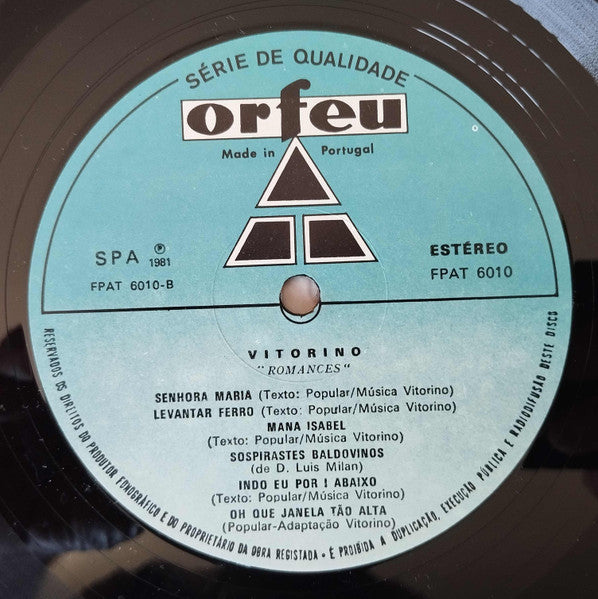 SÉRIE DE QUALIDADE
orfeu
Made in Portugal
SPA ℗ 1981
FPAT 6010-B
ESTÉREO
FPAT 6010
VITORINO
"ROMANCES"
SENHORA MARIA (Texto: Popular/Música Vitorino)
LEVANTAR FERRO (Texto: Popular/Música Vitorino)
MANA ISABEL
(Texto: Popular/Música Vitorino)
SOSPIRASTES BALDOVINOS
(de D. Luis Milan)
INDO EU POR I ABAIXO
(Texto: Popular/Música Vitorino)
OH QUE JANELA TÃO ALTA
(Popular-Adaptação Vitorino)
RESERVADOS OS DIREITOS DO PRODUTOR FONOGRÁFICO E DO PROPRIETÁRIO DA OBRA REGISTADA • É PROIBIDA A DUPLICAÇÃO, EXECUÇÃO PÚBLICA E RADIODIFUSÃO DESTE DISCO